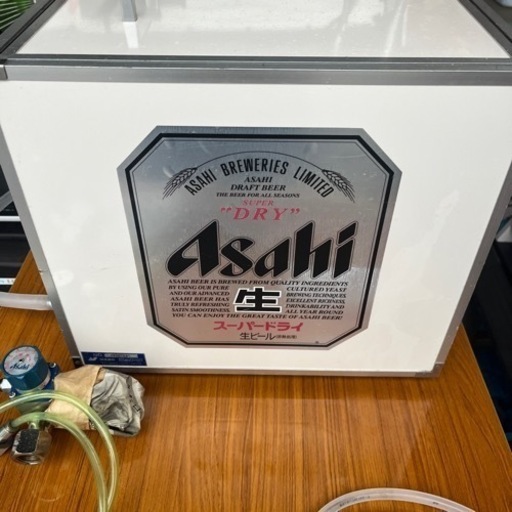 ASAHI BREWERIES LIMITED
ASAHI
DRAFT BEER
THE BEER FOR ALL SEASONS
SUPER
"DRY"
Asahi
ASAHI BEER IS BREWED FROM QUALITY INGREDIENTS
BY USING OUR PURE CULTURED YEAST
AND OUR ADVANCED BREWING TECHNIQUES
ASAHI BEER HAS EXCELLENT RICHNESS
TRULY REFRESHING DRINKABILITY AND
SATIN SMOOTHNESS. ALL YEAR ROUND
YOU CAN ENJOY THE GREAT TASTE OF ASAHI BEER!
生
スーパードライ
生ビール